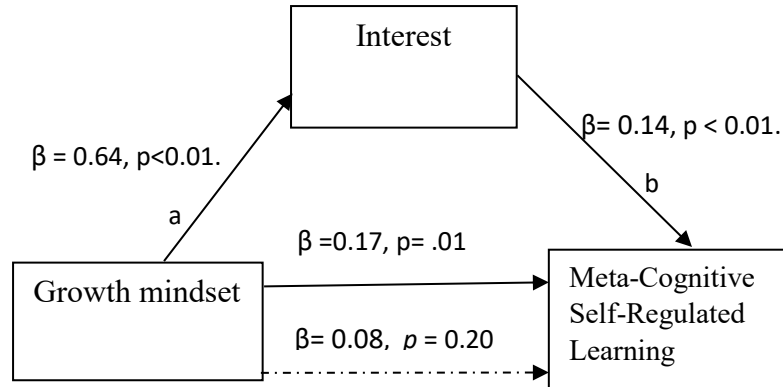 Interest
β = 0.64, p<0.01.
β= 0.14, p < 0.01.
a
b
β =0.17, p= .01
Growth mindset
Meta-Cognitive
Self-Regulated
Learning
β= 0.08, p = 0.20